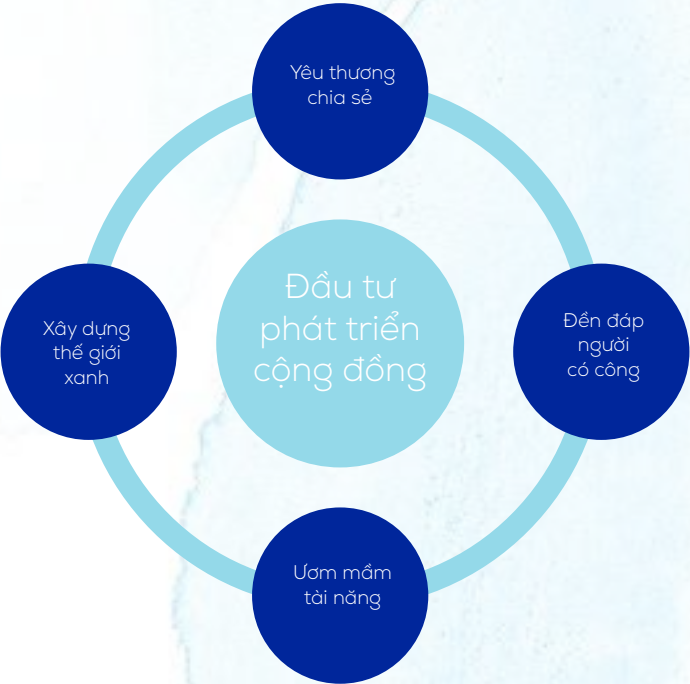 Yêu thương
chia sẻ
Đầu tư
phát triển
cộng đồng
Xây dựng
thế giới
xanh
Đền đáp
người
có công
Ươm mầm
tài năng